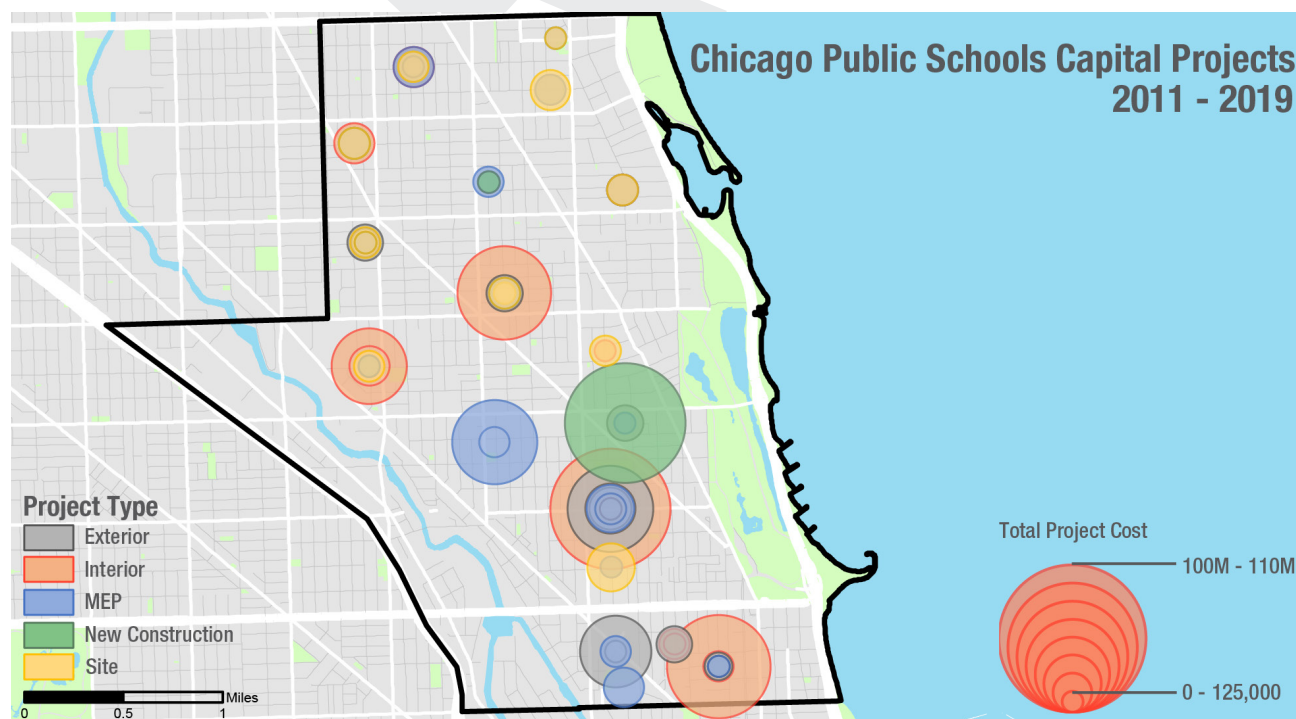 Chicago Public Schools Capital Projects
2011 - 2019
Project Type
Exterior
Interior
MEP
New Construction
Site
Miles
0 0.5 1
Total Project Cost
100M - 110M
0 - 125,000